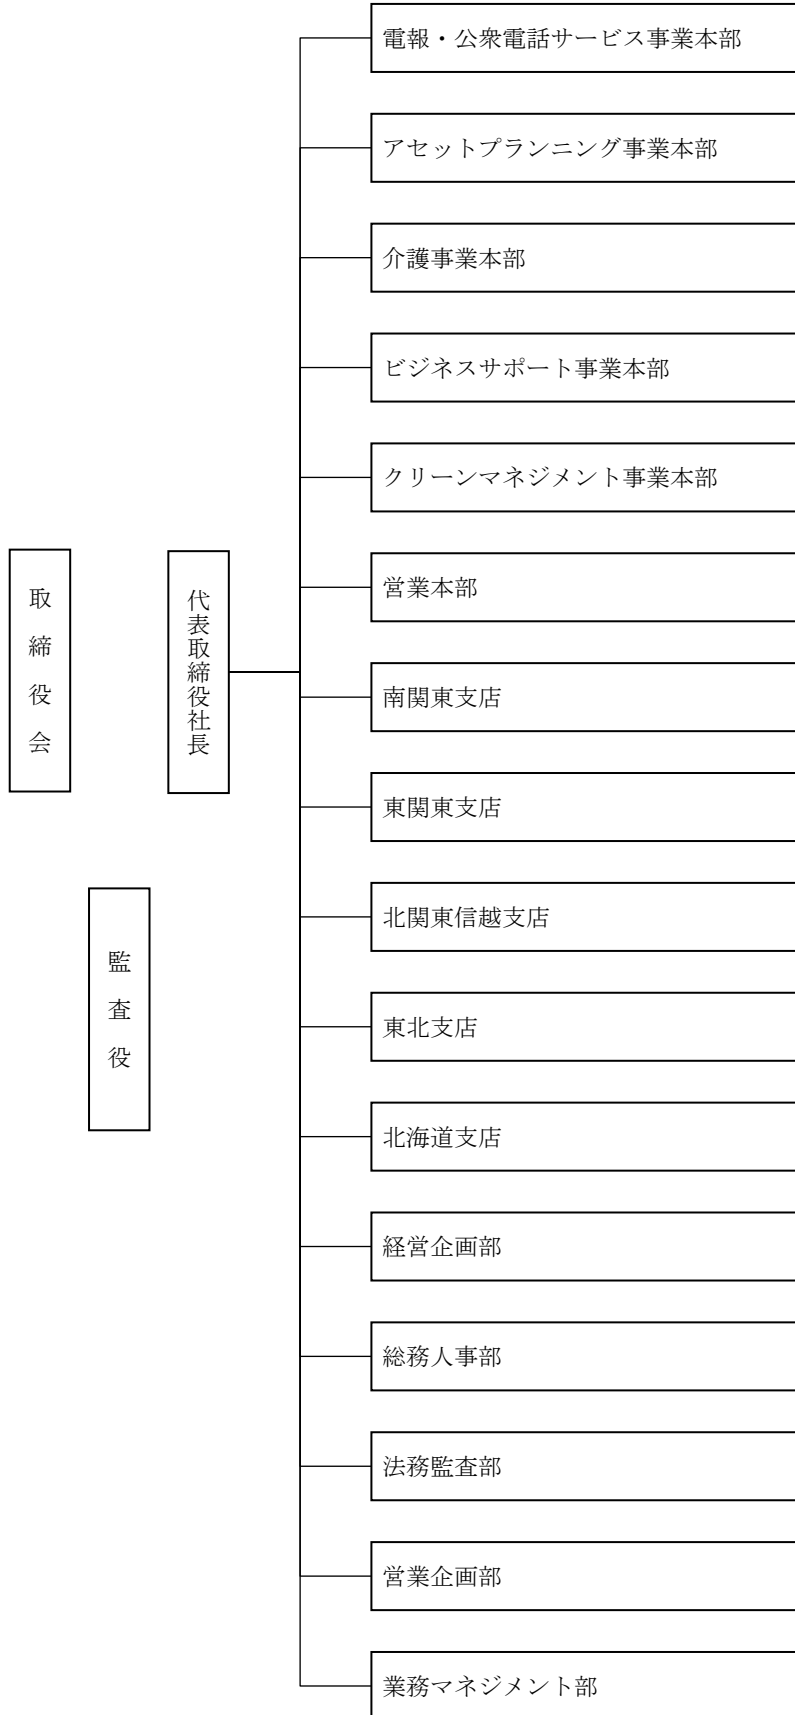 取締役会
代表取締役社長
監査役
電報・公衆電話サービス事業本部
アセットプランニング事業本部
介護事業本部
ビジネスサポート事業本部
クリーンマネジメント事業本部
営業本部
南関東支店
東関東支店
北関東信越支店
東北支店
北海道支店
経営企画部
総務人事部
法務監査部
営業企画部
業務マネジメント部